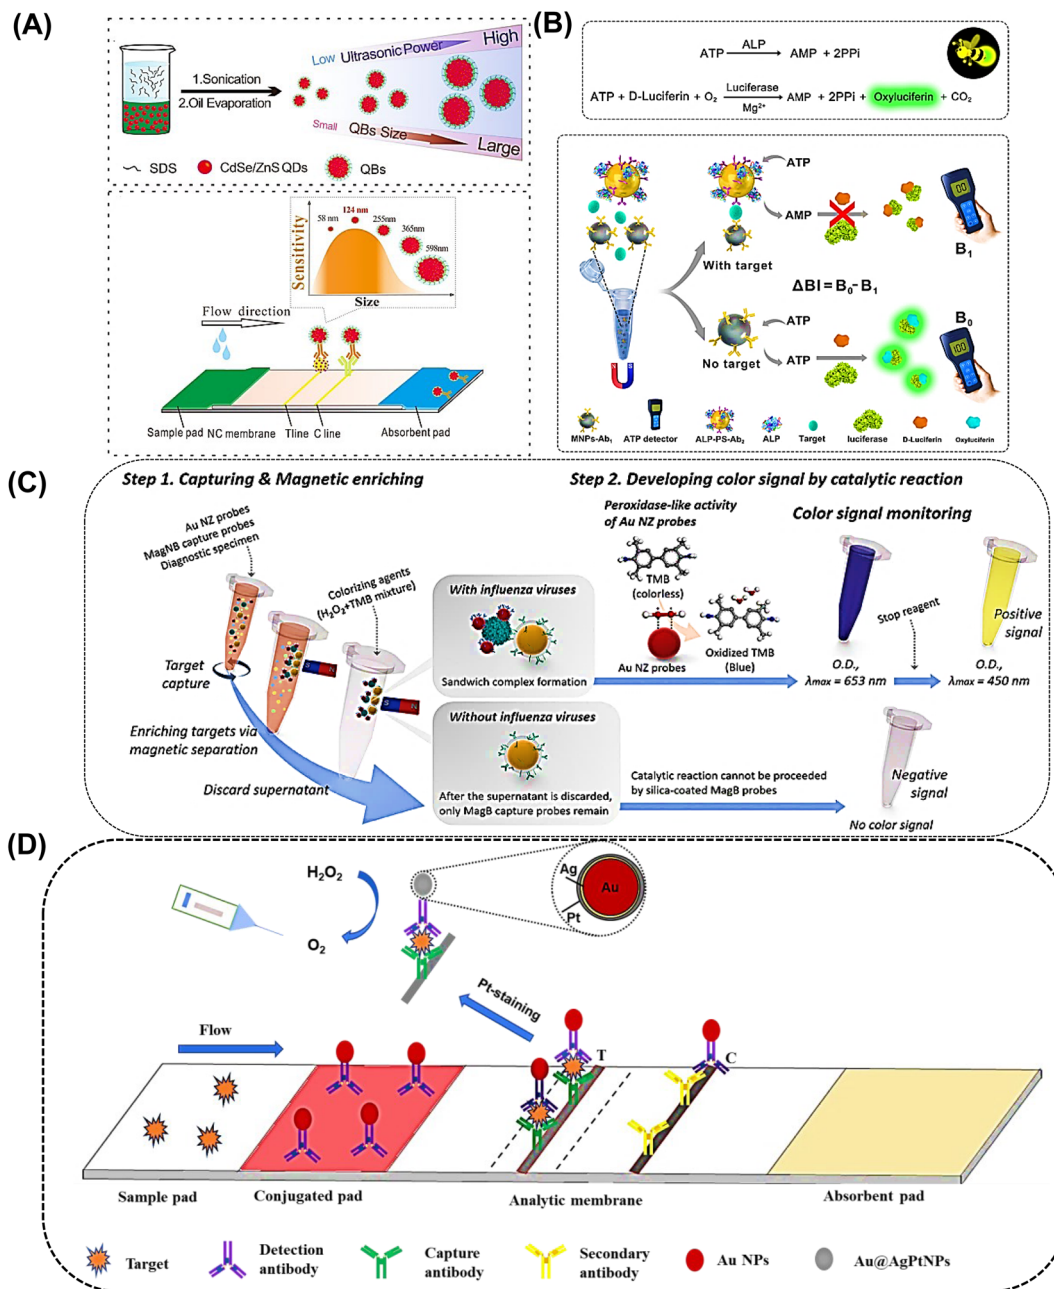 (A)
1.Sonication
2.Oil Evaporation
Low Ultrasonic Power High
Small QBs Size Large
SDS CdSe/ZnS QDs QBs
Sensitivity
58 nm 124 nm 255nm 365nm 598nm
Size
Flow direction
Sample pad NC membrane Tline C line Absorbent pad
(B)
ATP ALP AMP + 2PPi
ATP + D-Luciferin + O₂ Luciferase Mg²⁺ AMP + 2PPi + Oxyluciferin + CO₂
With target
ATP
AMP
B₁
ΔBI = B₀- B₁
No target
ATP
ATP
B₀
100
N S
MNPs-Ab₁ ATP detector ALP-PS-Ab₂ ALP Target luciferase D-Luciferin Oxyluciferin
(C)
Step 1. Capturing & Magnetic enriching
Step 2. Developing color signal by catalytic reaction
Au NZ probes
MagNB capture probes
Diagnostic specimen
Colorizing agents
(H₂O₂+TMB mixture)
Target
capture
Enriching targets via
magnetic separation
Discard supernatant
S N
With influenza viruses
Sandwich complex formation
Without influenza viruses
After the supernatant is discarded,
only MagB capture probes remain
Peroxidase-like activity
of Au NZ probes
TMB
(colorless)
Au NZ probes
Oxidized TMB
(Blue)
Color signal monitoring
Stop reagent
Positive
signal
O.D.,
λmax = 653 nm
O.D.,
λmax = 450 nm
Catalytic reaction cannot be proceeded
by silica-coated MagB probes
Negative
signal
No color signal
(D)
H₂O₂
O₂
Ag
Au
Pt
Pt-staining
Flow
T
C
Sample pad Conjugated pad Analytic membrane Absorbent pad
Target
Detection
antibody
Capture
antibody
Secondary
antibody
Au NPs
Au@AgPtNPs